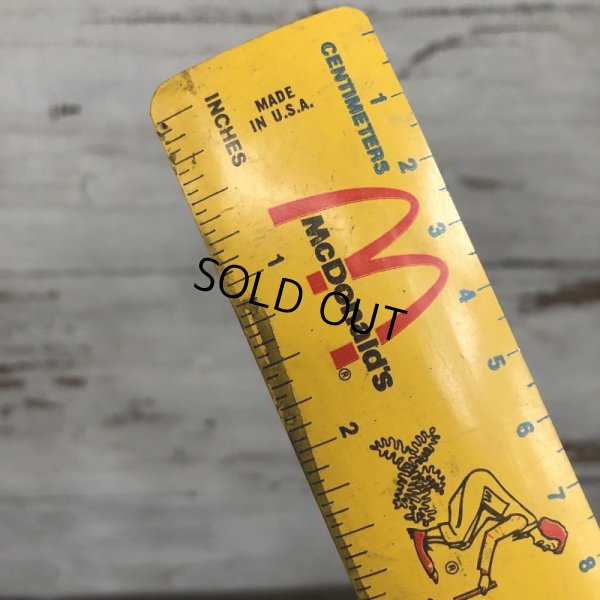 CENTIMETERS
MADE
IN U.S.A.
INCHES
1
2
3
4
5
6
7
8
1
2
McDonald's
®
®
SOLD OUT